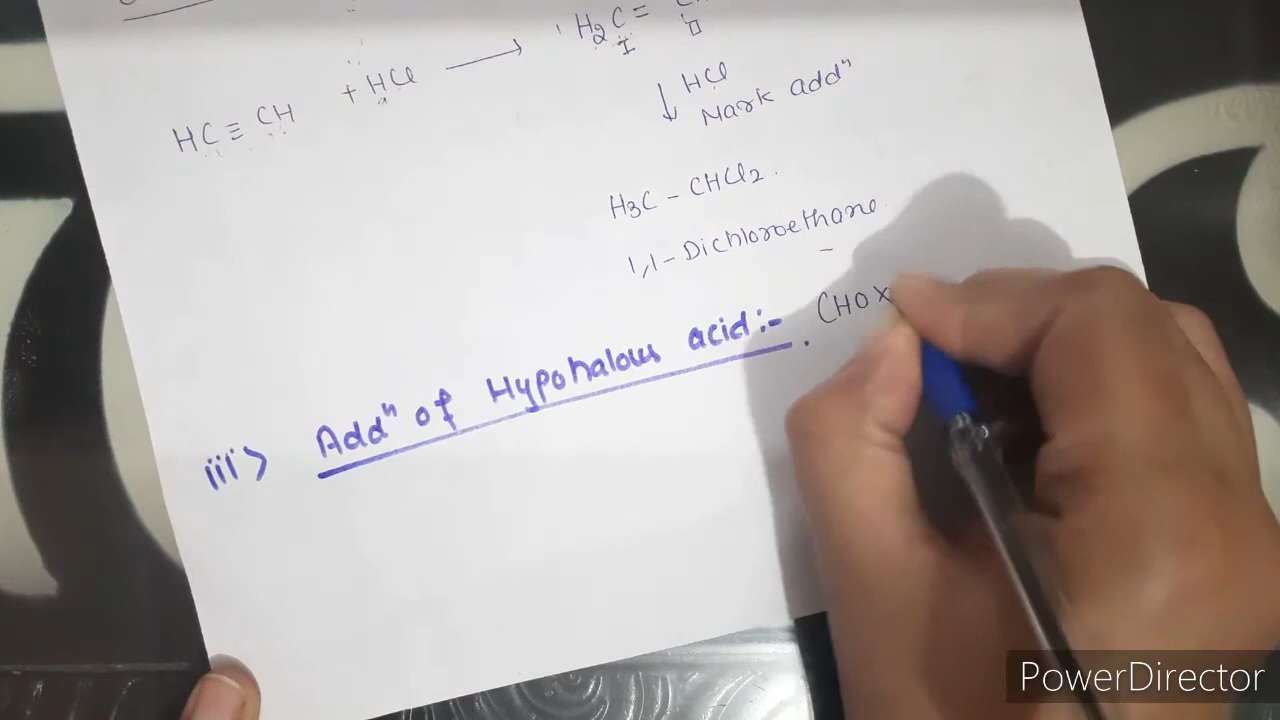 H₂C =
I II
HC ≡ CH + HCl ⟶
↓ HCl
Mark addⁿ
H3C - CHCl2.
1,1-Dichloroethane.
iii> Addⁿ of Hypohalous acid:- (HOX
PowerDirector